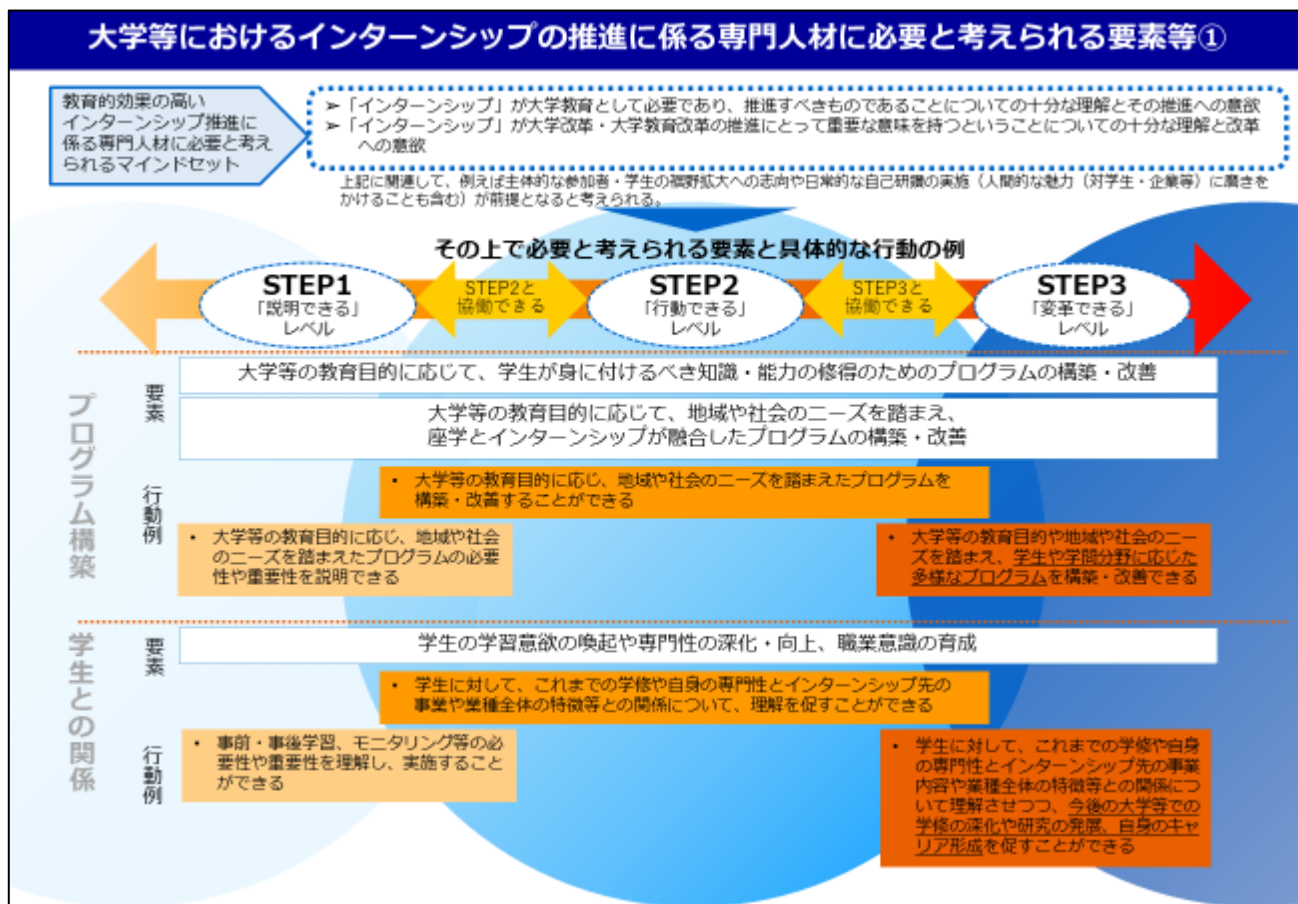 大学等におけるインターンシップの推進に係る専門人材に必要と考えられる要素等①
教育的効果の高い
インターンシップ推進に
係る専門人材に必要と考え
られるマインドセット
➢「インターンシップ」が大学教育として必要であり、推進すべきものであることについての十分な理解とその推進への意欲
➢「インターンシップ」が大学改革・大学教育改革の推進にとって重要な意味を持つということについての十分な理解と改革
への意欲
上記に関連して、例えば主体的な参加者・学生の裾野拡大への志向や日常的な自己研鑽の実施（人間的な魅力（対学生・企業等）に磨きを
かけることも含む）が前提となると考えられる。
その上で必要と考えられる要素と具体的な行動の例
STEP1
「説明できる」
レベル
STEP2と
協働できる
STEP2
「行動できる」
レベル
STEP3と
協働できる
STEP3
「変革できる」
レベル
プログラム構築
要素
大学等の教育目的に応じて、学生が身に付けるべき知識・能力の修得のためのプログラムの構築・改善
大学等の教育目的に応じて、地域や社会のニーズを踏まえ、
座学とインターンシップが融合したプログラムの構築・改善
行動例
• 大学等の教育目的に応じ、地域や社会のニーズを踏まえたプログラムを
構築・改善することができる
• 大学等の教育目的に応じ、地域や社会
のニーズを踏まえたプログラムの必要
性や重要性を説明できる
• 大学等の教育目的や地域や社会のニー
ズを踏まえ、学生や学問分野に応じた
多様なプログラムを構築・改善できる
学生との関係
要素
学生の学習意欲の喚起や専門性の深化・向上、職業意識の育成
行動例
• 学生に対して、これまでの学修や自身の専門性とインターンシップ先の
事業や業種全体の特徴等との関係について、理解を促すことができる
• 事前・事後学習、モニタリング等の必
要性や重要性を理解し、実施すること
ができる
• 学生に対して、これまでの学修や自身
の専門性とインターンシップ先の事業
内容や業種全体の特徴等との関係につ
いて理解させつつ、今後の大学等での
学修の深化や研究の発展、自身のキャ
リア形成を促すことができる